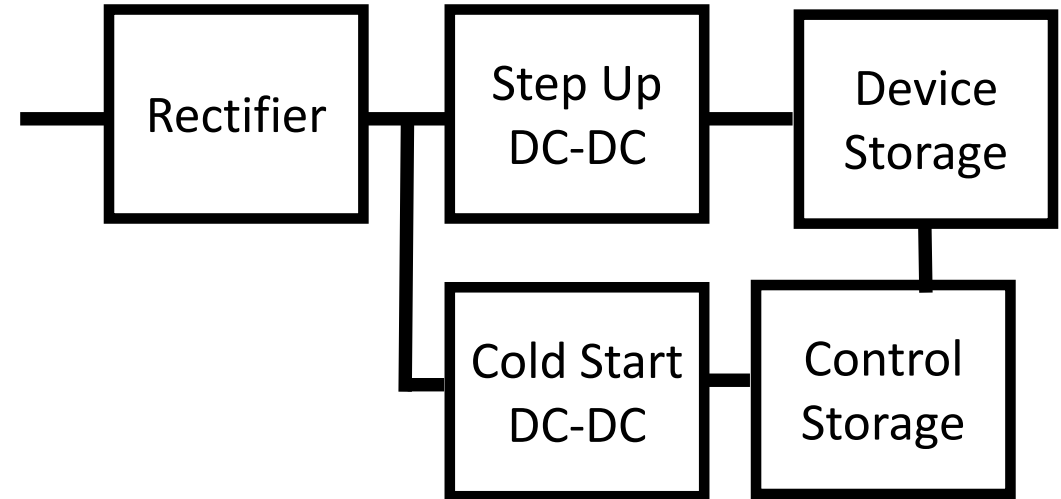 Rectifier
Step Up
DC-DC
Device
Storage
Cold Start
DC-DC
Control
Storage